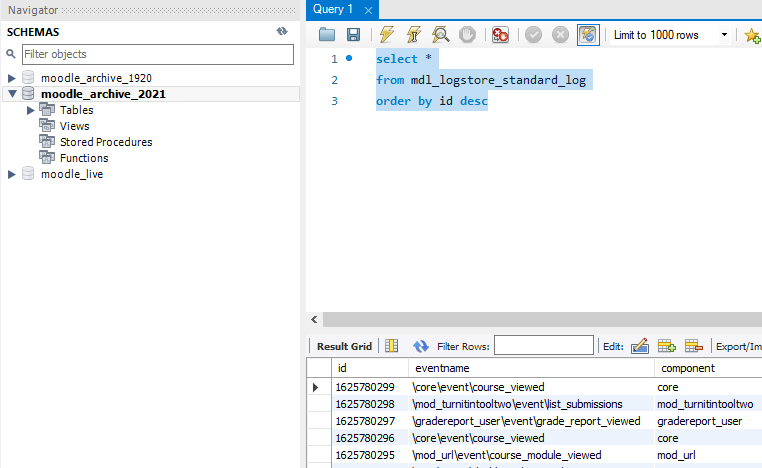 Navigator
SCHEMAS
Filter objects
moodle_archive_1920
moodle_archive_2021
Tables
Views
Stored Procedures
Functions
moodle_live
Query 1
Limit to 1000 rows
1 select *
2 from mdl_logstore_standard_log
3 order by id desc
Result Grid Filter Rows: Edit: Export/Im
id eventname component
1625780299 \core\event\course_viewed core
1625780298 \mod_turnitintooltwo\event\list_submissions mod_turnitintooltwo
1625780297 \gradereport_user\event\grade_report_viewed gradereport_user
1625780296 \core\event\course_viewed core
1625780295 \mod_url\event\course_module_viewed mod_url